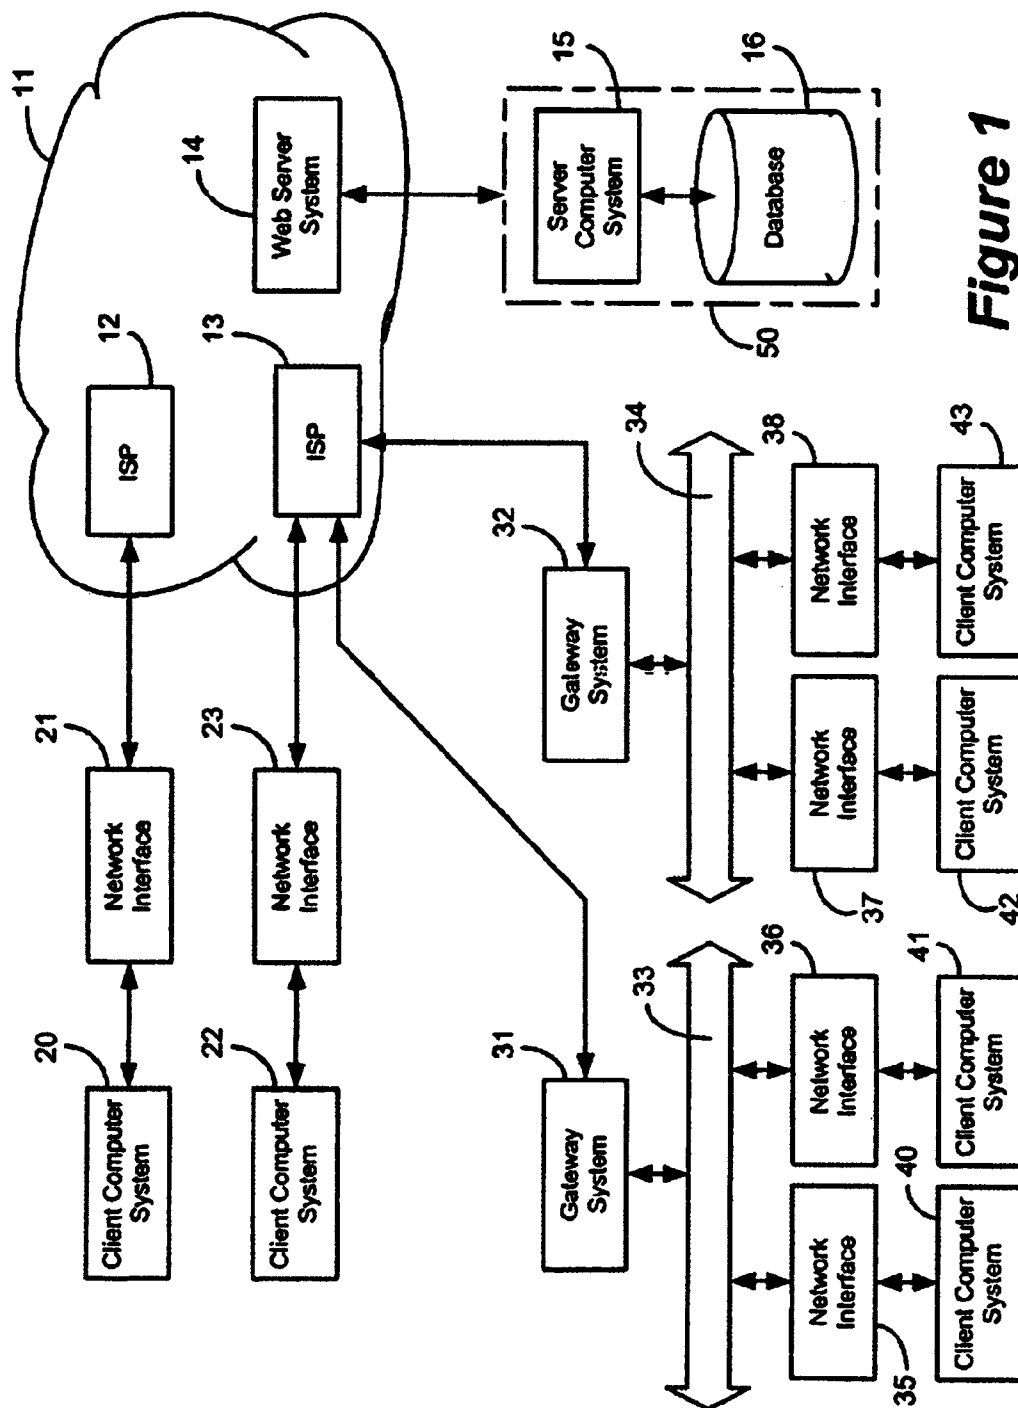 11
12
ISP
13
ISP
14
Web Server
System
15
Server
Computer
System
16
Database
50
20
Client Computer
System
21
Network
Interface
22
Client Computer
System
23
Network
Interface
31
Gateway
System
32
Gateway
System
33
34
35
Network
Interface
36
Network
Interface
37
Network
Interface
38
Network
Interface
40
Client Computer
System
41
Client Computer
System
42
Client Computer
System
43
Client Computer
System
Figure 1